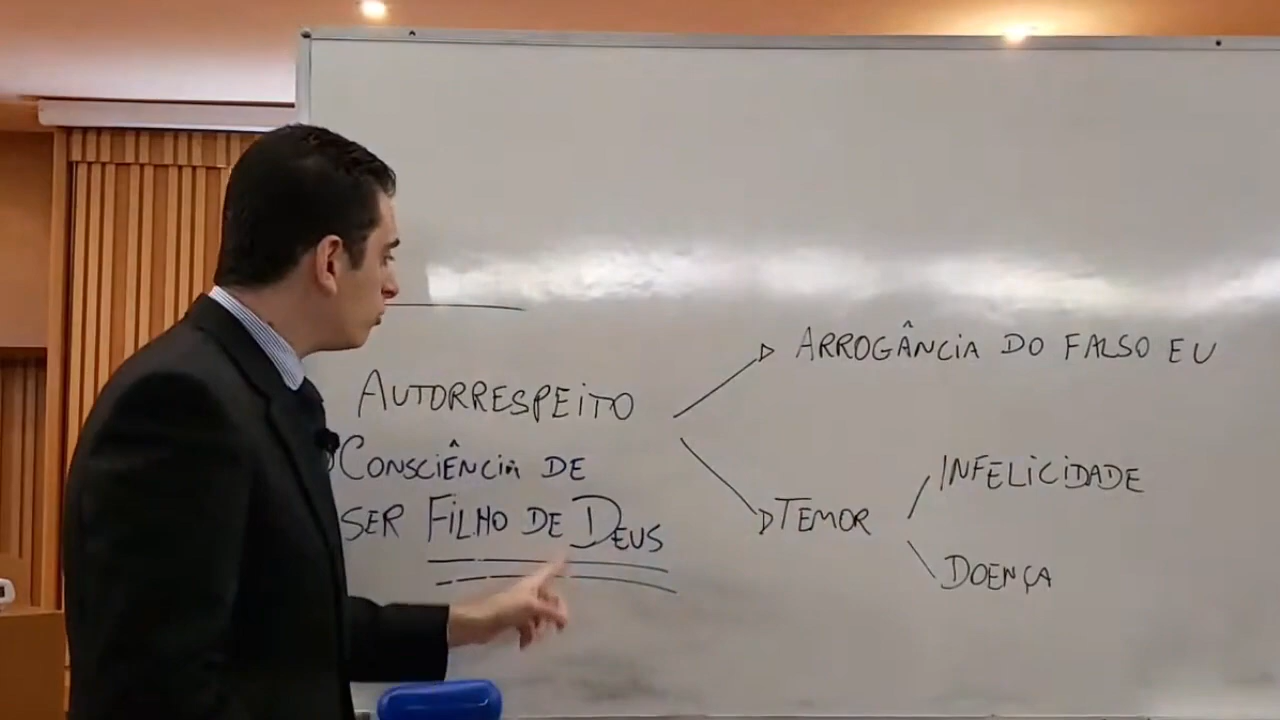 AUTORRESPEITO
CONSCIÊNCIA DE
SER FILHO DE DEUS
ARROGÂNCIA DO FALSO EU
TEMOR
INFELICIDADE
DOENÇA